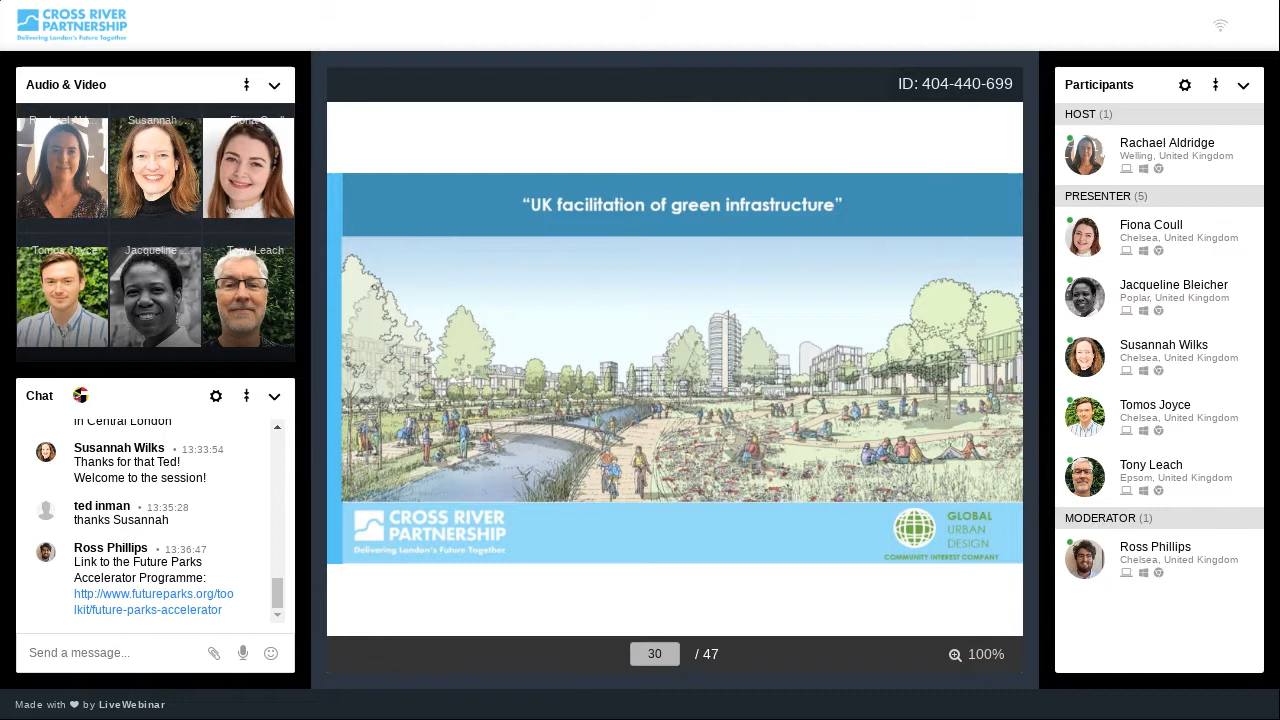 CROSS RIVER
PARTNERSHIP
Delivering London's Future Together
Audio & Video
Rachael Ald...
Susannah ...
Fiona Coull
Tomos Joyce
Jacqueline ...
Tony Leach
Chat
in Central London
Susannah Wilks • 13:33:54
Thanks for that Ted!
Welcome to the session!
ted inman • 13:35:28
thanks Susannah
Ross Phillips • 13:36:47
Link to the Future Parks
Accelerator Programme:
http://www.futureparks.org/too
lkit/future-parks-accelerator
Send a message...
ID: 404-440-699
“UK facilitation of green infrastructure”
CROSS RIVER
PARTNERSHIP
Delivering London's Future Together
GLOBAL
URBAN
DESIGN
COMMUNITY INTEREST COMPANY
30 / 47
100%
Participants
HOST (1)
Rachael Aldridge
Welling, United Kingdom
PRESENTER (5)
Fiona Coull
Chelsea, United Kingdom
Jacqueline Bleicher
Poplar, United Kingdom
Susannah Wilks
Chelsea, United Kingdom
Tomos Joyce
Chelsea, United Kingdom
Tony Leach
Epsom, United Kingdom
MODERATOR (1)
Ross Phillips
Chelsea, United Kingdom
Made with ❤ by LiveWebinar